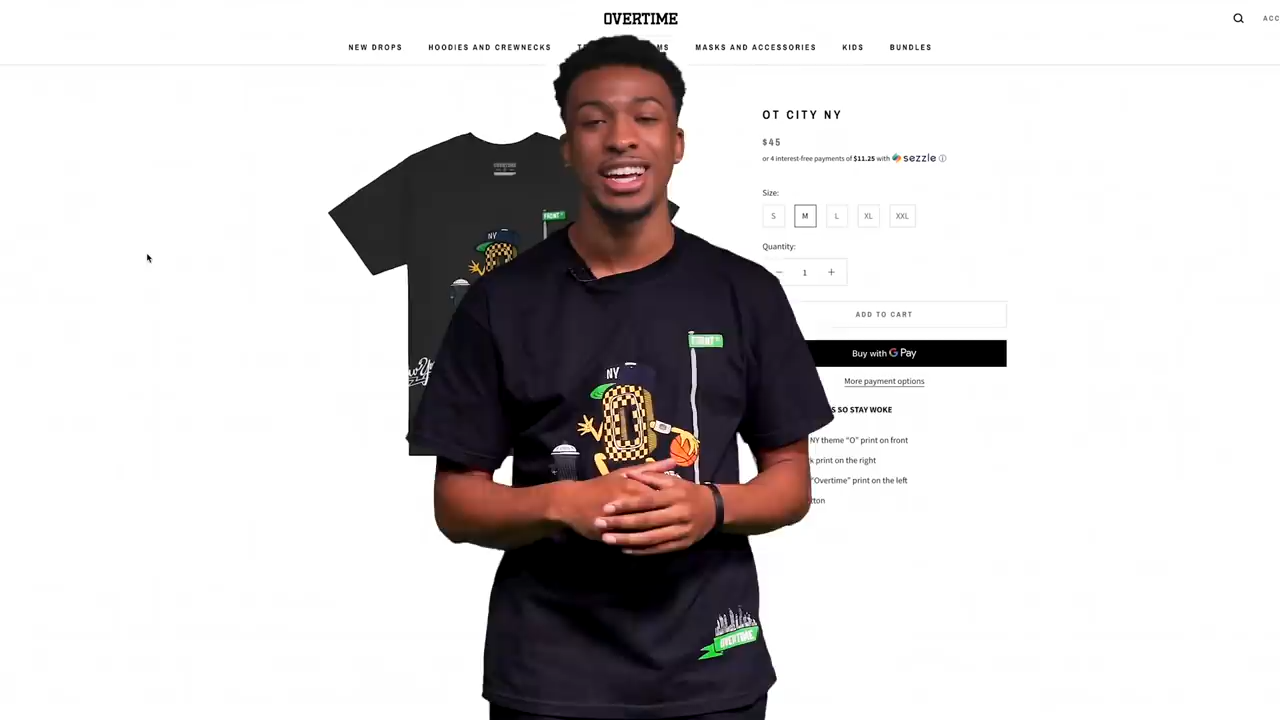 OVERTIME
ACC
NEW DROPS
HOODIES AND CREWNECKS
MASKS AND ACCESSORIES
KIDS
BUNDLES
OT CITY NY
$45
or 4 interest-free payments of $11.25 with sezzle
Size:
S
M
L
XL
XXL
Quantity:
1
ADD TO CART
Buy with G Pay
More payment options
S SO STAY WOKE
NY theme “O” print on front
k print on the right
“Overtime” print on the left
OVERTIME
FRONT
NY
NY
OVERTIME